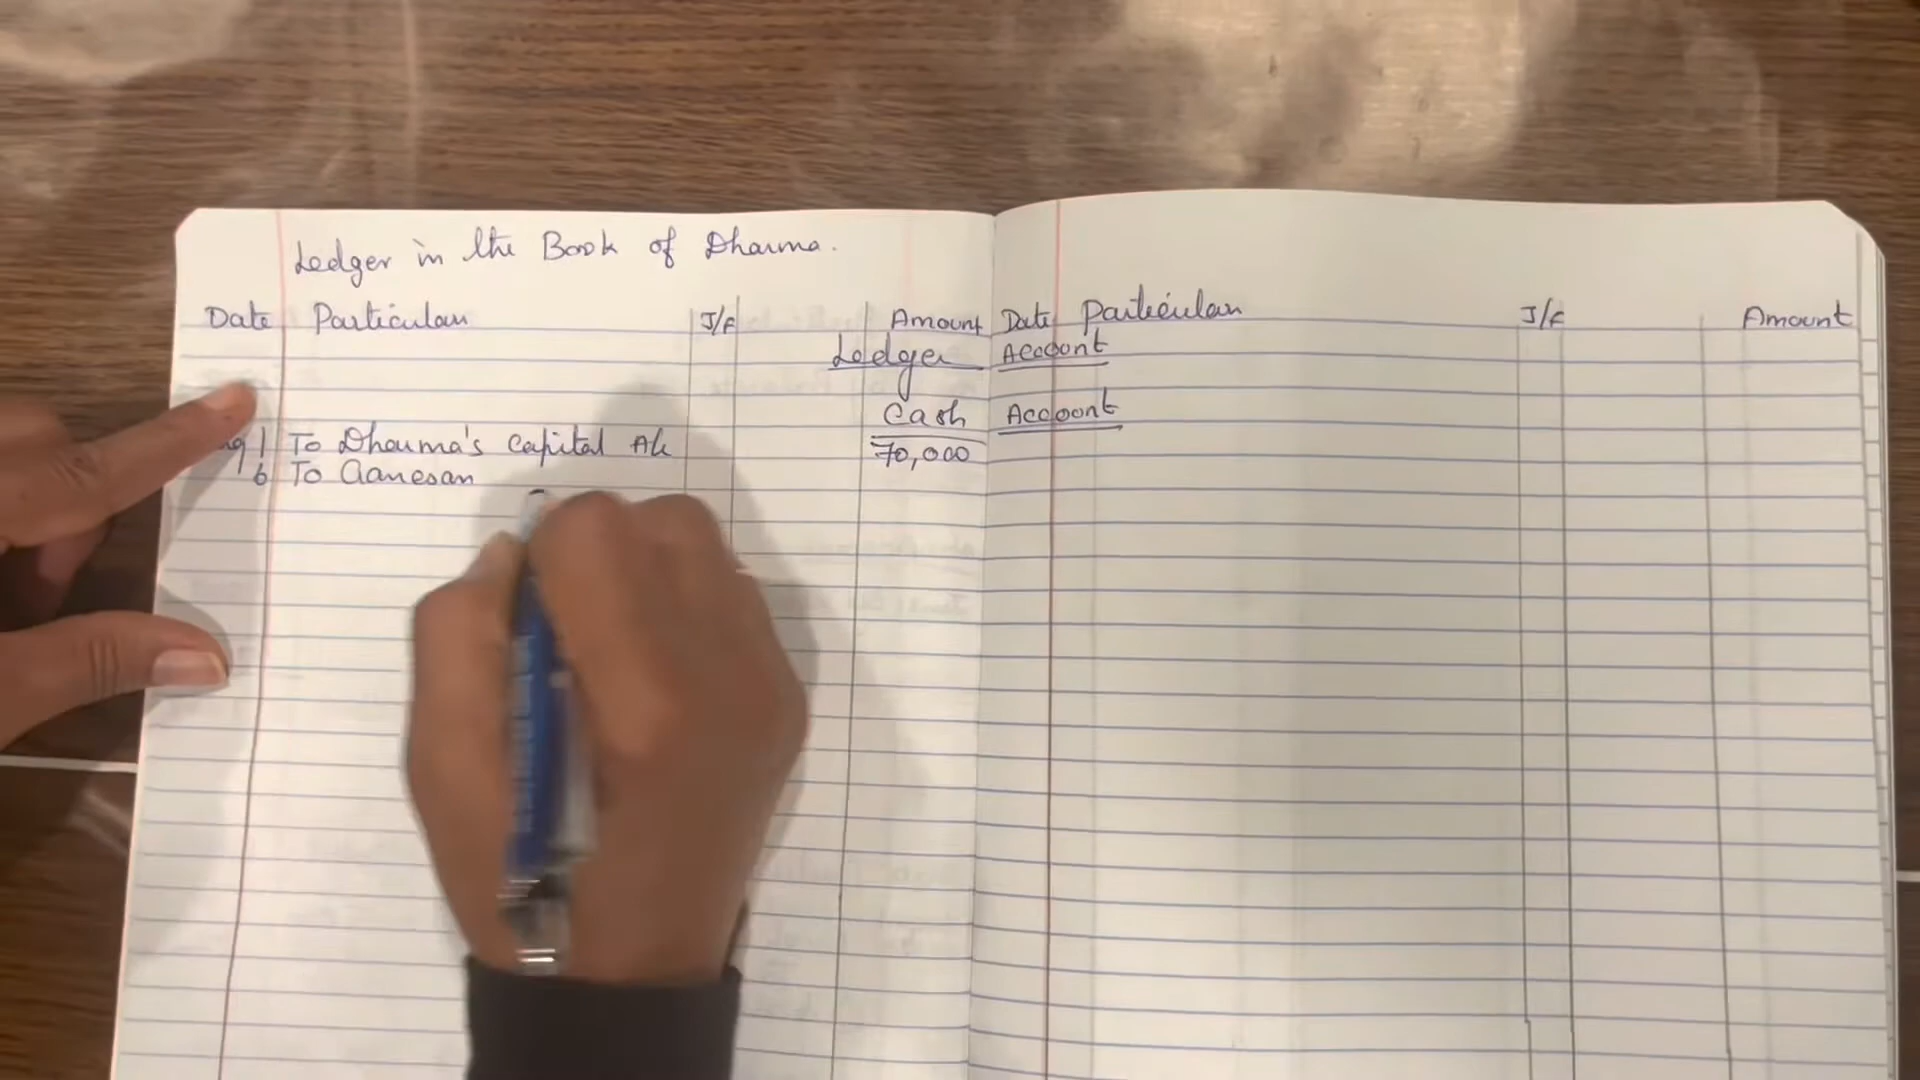 Ledger in the Book of Dharma.
Date Particulars J/F Amount Date Particulars J/F Amount
Ledger Account
Cash Account
1 To Dharma's Capital A/c 70,000
6 To Ganesan